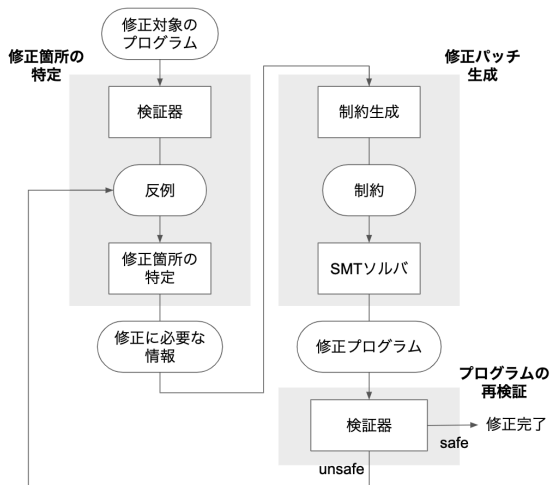 修正対象の
プログラム
修正箇所の
特定
検証器
反例
修正箇所の
特定
修正に必要な
情報
修正パッチ
生成
制約生成
制約
SMTソルバ
修正プログラム
プログラムの
再検証
検証器
修正完了
safe
unsafe